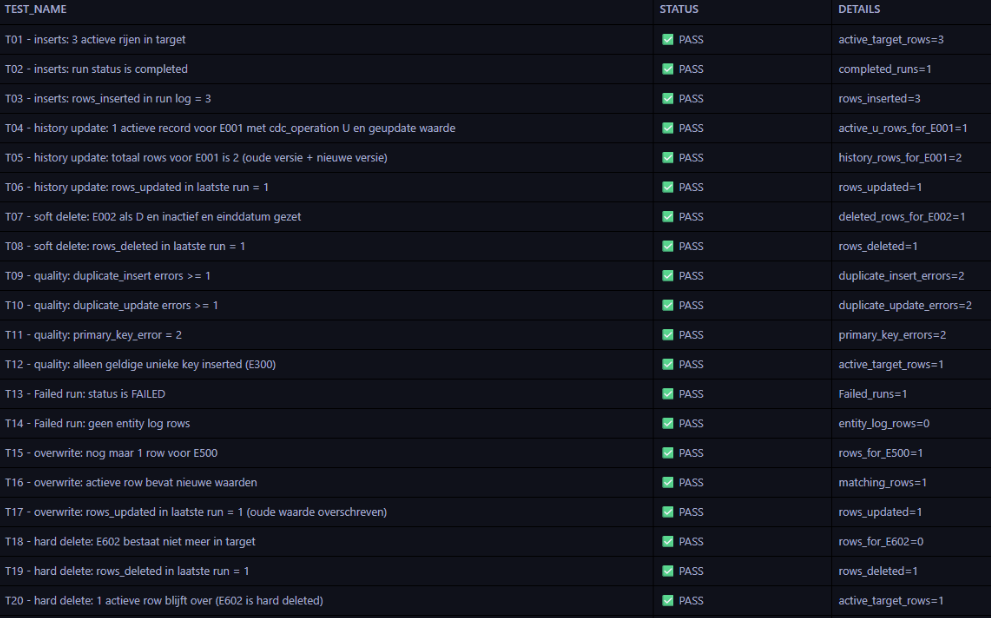 TEST_NAME STATUS DETAILS
T01 - inserts: 3 actieve rijen in target ✅ PASS active_target_rows=3
T02 - inserts: run status is completed ✅ PASS completed_runs=1
T03 - inserts: rows_inserted in run log = 3 ✅ PASS rows_inserted=3
T04 - history update: 1 actieve record voor E001 met cdc_operation U en geupdate waarde ✅ PASS active_u_rows_for_E001=1
T05 - history update: totaal rows voor E001 is 2 (oude versie + nieuwe versie) ✅ PASS history_rows_for_E001=2
T06 - history update: rows_updated in laatste run = 1 ✅ PASS rows_updated=1
T07 - soft delete: E002 als D en inactief en einddatum gezet ✅ PASS deleted_rows_for_E002=1
T08 - soft delete: rows_deleted in laatste run = 1 ✅ PASS rows_deleted=1
T09 - quality: duplicate_insert errors >= 1 ✅ PASS duplicate_insert_errors=2
T10 - quality: duplicate_update errors >= 1 ✅ PASS duplicate_update_errors=2
T11 - quality: primary_key_error = 2 ✅ PASS primary_key_errors=2
T12 - quality: alleen geldige unieke key inserted (E300) ✅ PASS active_target_rows=1
T13 - Failed run: status is FAILED ✅ PASS Failed_runs=1
T14 - Failed run: geen entity log rows ✅ PASS entity_log_rows=0
T15 - overwrite: nog maar 1 row voor E500 ✅ PASS rows_for_E500=1
T16 - overwrite: actieve row bevat nieuwe waarden ✅ PASS matching_rows=1
T17 - overwrite: rows_updated in laatste run = 1 (oude waarde overschreven) ✅ PASS rows_updated=1
T18 - hard delete: E602 bestaat niet meer in target ✅ PASS rows_for_E602=0
T19 - hard delete: rows_deleted in laatste run = 1 ✅ PASS rows_deleted=1
T20 - hard delete: 1 actieve row blijft over (E602 is hard deleted) ✅ PASS active_target_rows=1